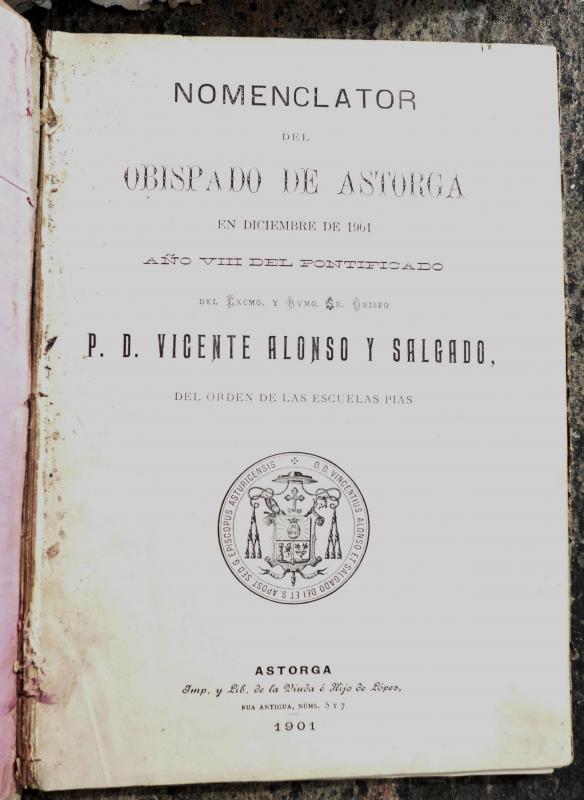 NOMENCLATOR
DEL
OBISPADO DE ASTORGA
EN DICIEMBRE DE 1901
AÑO VIII DEL PONTIFICADO
DEL EXCMO. Y RVMO. SR. OBISPO
P. D. VICENTE ALONSO Y SALGADO,
DEL ORDEN DE LAS ESCUELAS PIAS
D. D. VINCENTIUS ALONSO ET SALGADO DEI ET S. APOST. SED G EPISCOPUS ASTURICENSIS
ASTORGA
Imp. y Lib. de la Viuda é Hijo de López,
RUA ANTIGUA, NÚMS. 5 Y 7
1901